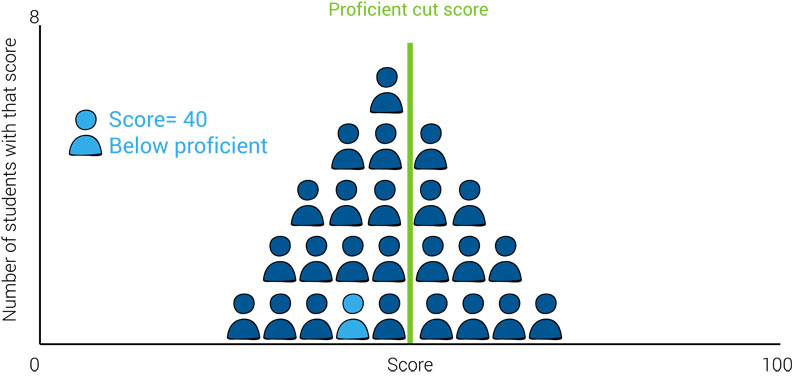 Proficient cut score
8
Number of students with that score
Score= 40
Below proficient
0
Score
100